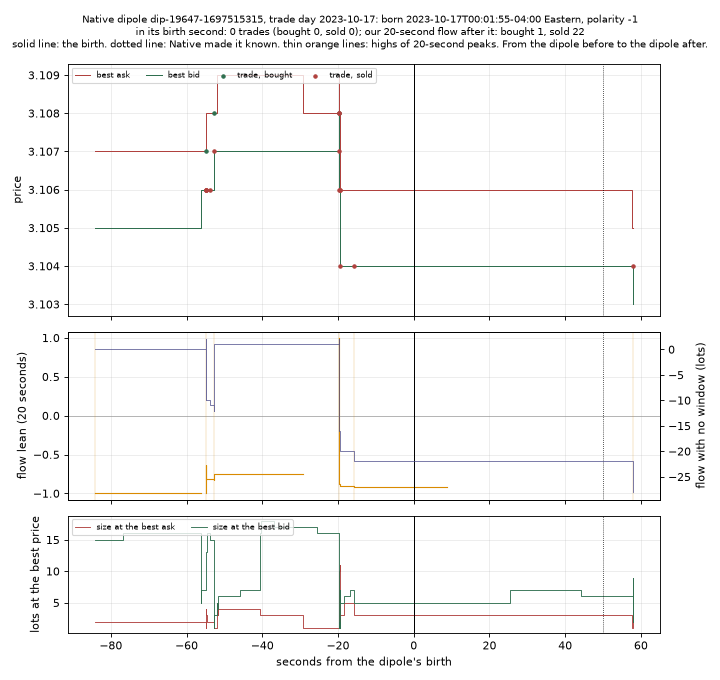 Native dipole dip-19647-1697515315, trade day 2023-10-17: born 2023-10-17T00:01:55-04:00 Eastern, polarity -1
in its birth second: 0 trades (bought 0, sold 0); our 20-second flow after it: bought 1, sold 22
solid line: the birth. dotted line: Native made it known. thin orange lines: highs of 20-second peaks. From the dipole before to the dipole after.
best ask best bid trade, bought trade, sold
3.109
3.108
3.107
3.106
3.105
3.104
3.103
price
1.0
0.5
0.0
−0.5
−1.0
flow lean (20 seconds)
0
−5
−10
−15
−20
−25
flow with no window (lots)
size at the best ask size at the best bid
15
10
5
lots at the best price
−80 −60 −40 −20 0 20 40 60
seconds from the dipole's birth